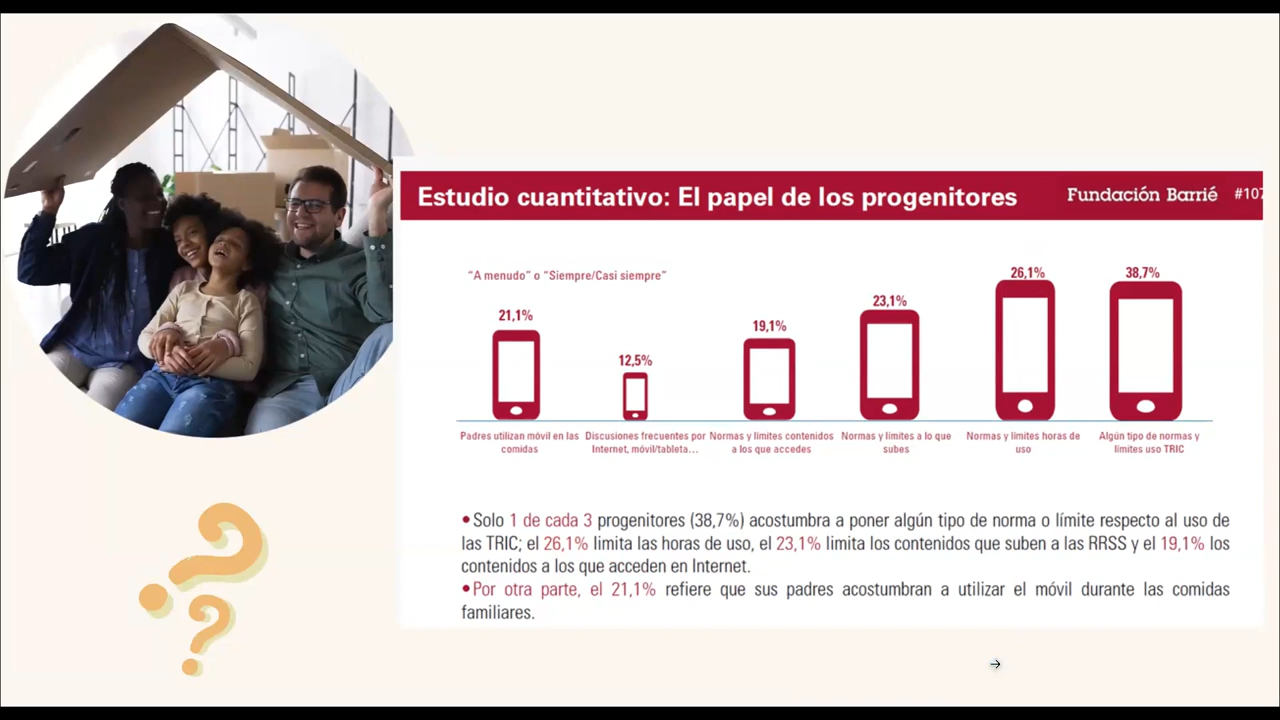 Estudio cuantitativo: El papel de los progenitores
Fundación Barrié
#107
“A menudo” o “Siempre/Casi siempre”
21,1%
12,5%
19,1%
23,1%
26,1%
38,7%
Padres utilizan móvil en las
comidas
Discusiones frecuentes por
Internet, móvil/tableta…
Normas y límites contenidos
a los que accedes
Normas y límites a lo que
subes
Normas y límites horas de
uso
Algún tipo de normas y
límites uso TRIC
•Solo 1 de cada 3 progenitores (38,7%) acostumbra a poner algún tipo de norma o límite respecto al uso de
las TRIC; el 26,1% limita las horas de uso, el 23,1% limita los contenidos que suben a las RRSS y el 19,1% los
contenidos a los que acceden en Internet.
•Por otra parte, el 21,1% refiere que sus padres acostumbran a utilizar el móvil durante las comidas
familiares.